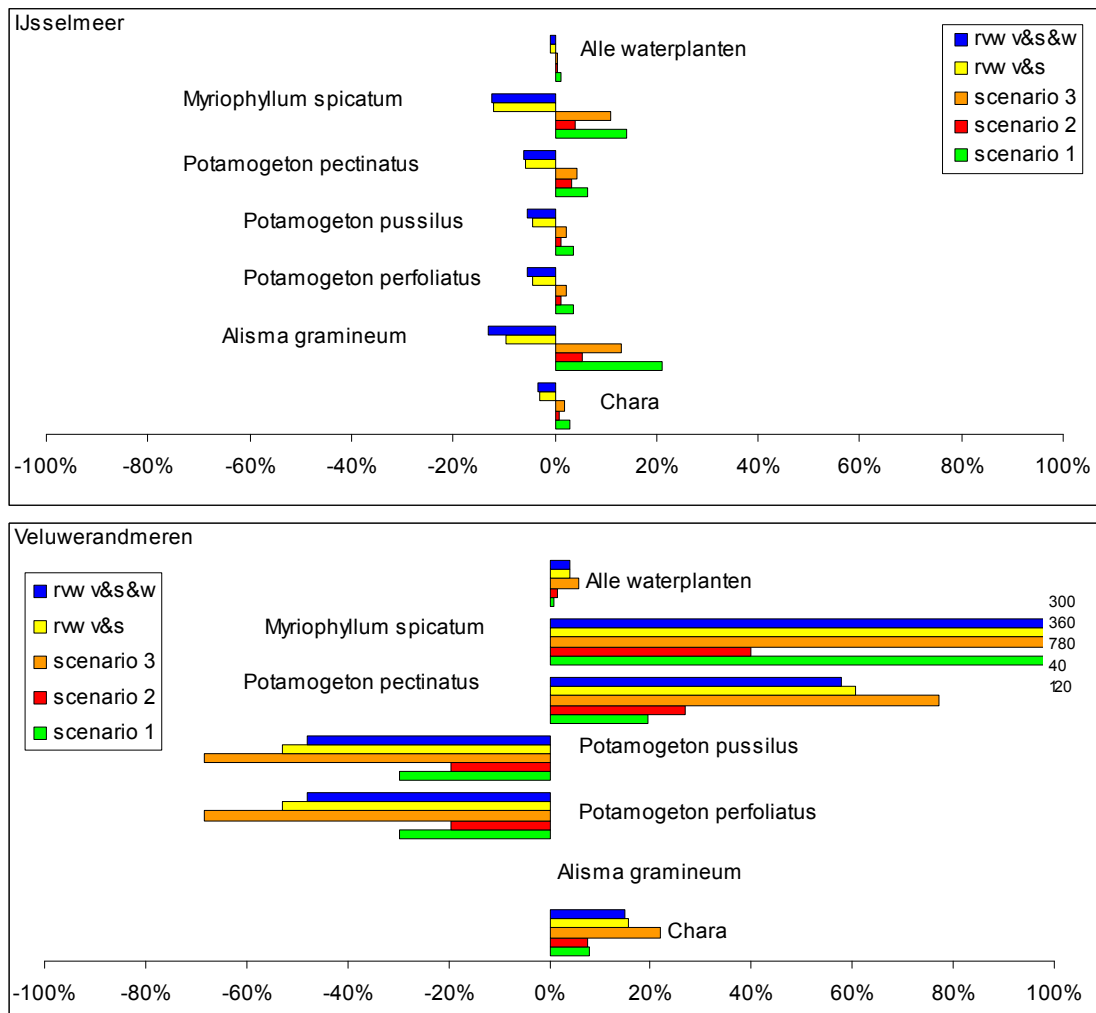 IJsselmeer
Alle waterplanten
Myriophyllum spicatum
Potamogeton pectinatus
Potamogeton pussilus
Potamogeton perfoliatus
Alisma gramineum
Chara
rvw v&s&w
rvw v&s
scenario 3
scenario 2
scenario 1
-100% -80% -60% -40% -20% 0% 20% 40% 60% 80% 100%
Veluwerandmeren
rvw v&s&w
rvw v&s
scenario 3
scenario 2
scenario 1
Alle waterplanten
Myriophyllum spicatum
Potamogeton pectinatus
Potamogeton pussilus
Potamogeton perfoliatus
Alisma gramineum
Chara
300
360
780
40
120
-100% -80% -60% -40% -20% 0% 20% 40% 60% 80% 100%